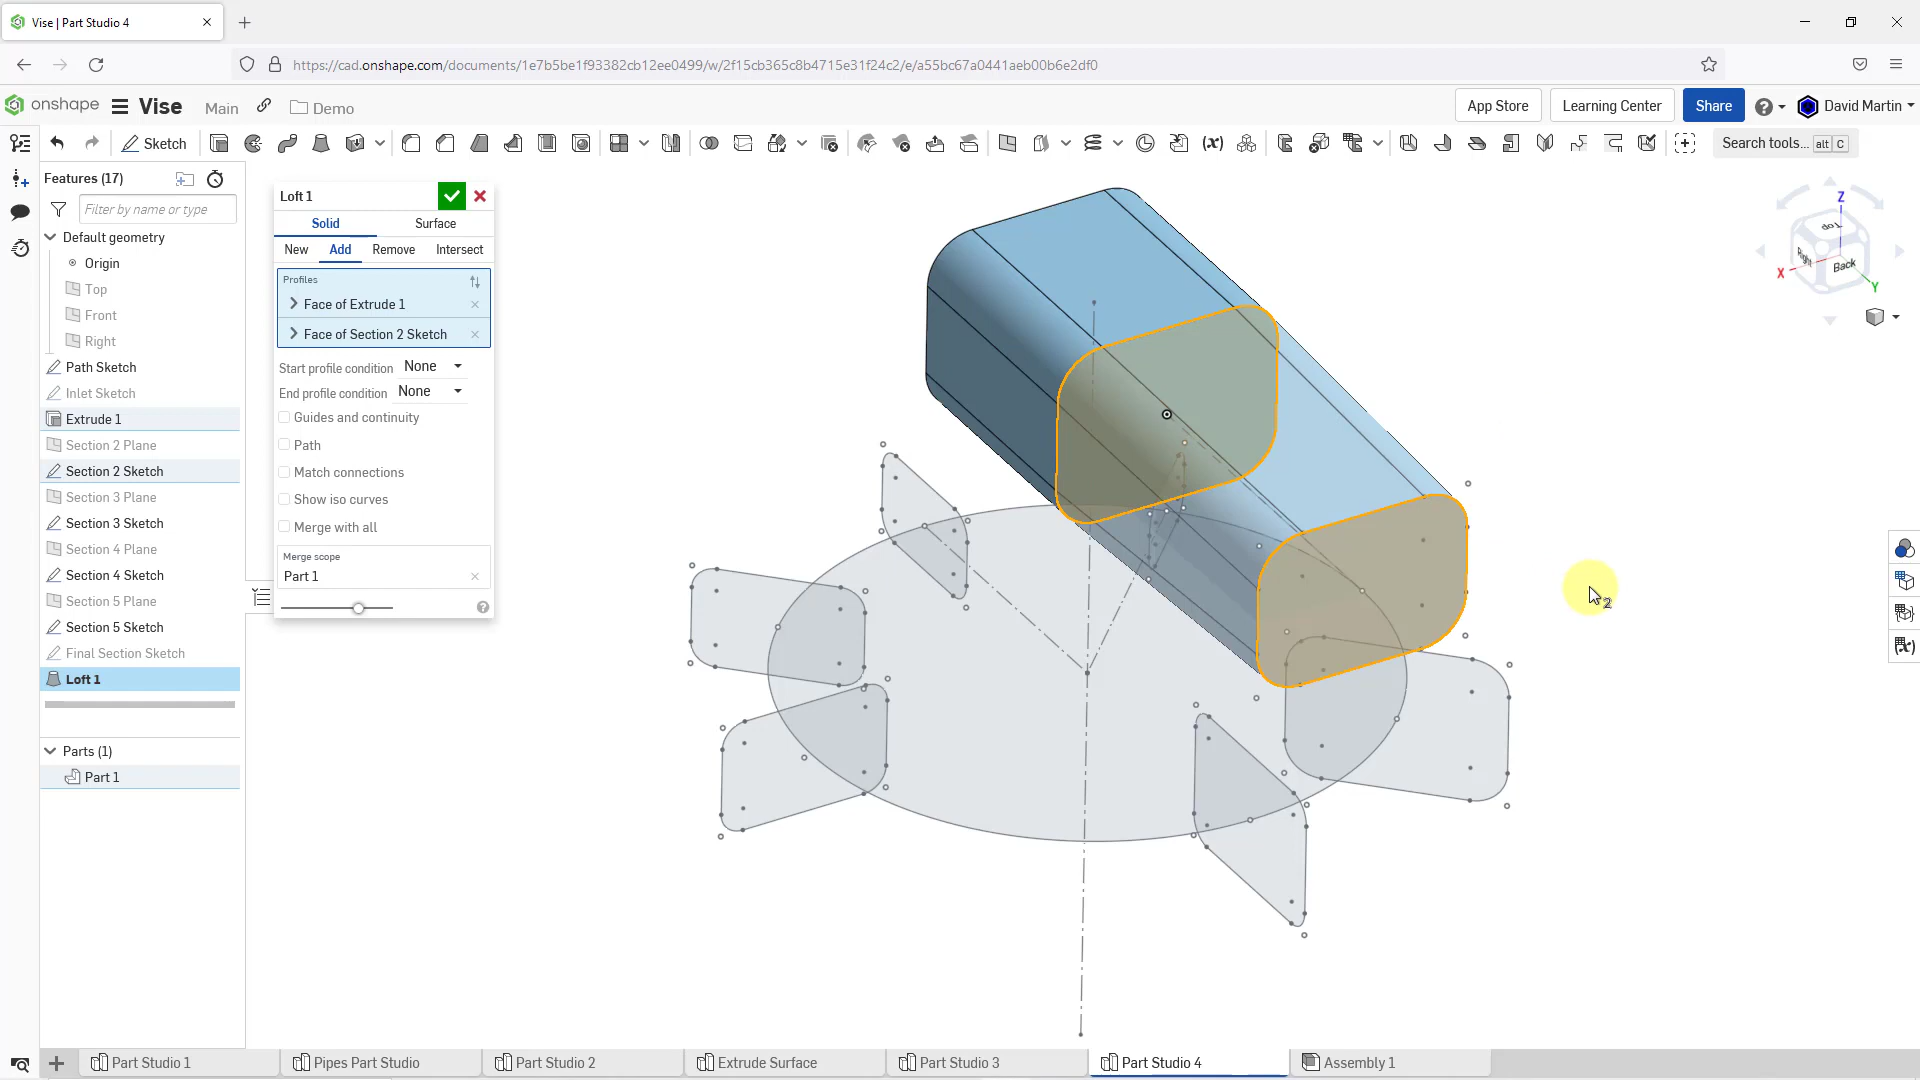 Vise | Part Studio 4
https://cad.onshape.com/documents/1e7b5be1f93382cb12ee0499/w/2f15cb365c8b4715e31f24c2/e/a55bc67a0441aeb00b6e2df0
onshape Vise Main Demo App Store Learning Center Share David Martin
Sketch Search tools... alt C
Features (17)
Filter by name or type
Default geometry
Origin
Top
Front
Right
Path Sketch
Inlet Sketch
Extrude 1
Section 2 Plane
Section 2 Sketch
Section 3 Plane
Section 3 Sketch
Section 4 Plane
Section 4 Sketch
Section 5 Plane
Section 5 Sketch
Final Section Sketch
Loft 1
Parts (1)
Part 1
Loft 1
Solid Surface
New Add Remove Intersect
Profiles
Face of Extrude 1
Face of Section 2 Sketch
Start profile condition None
End profile condition None
Guides and continuity
Path
Match connections
Show iso curves
Merge with all
Merge scope
Part 1
Z
Top
Right
Back
X
Y
2
Part Studio 1 Pipes Part Studio Part Studio 2 Extrude Surface Part Studio 3 Part Studio 4 Assembly 1